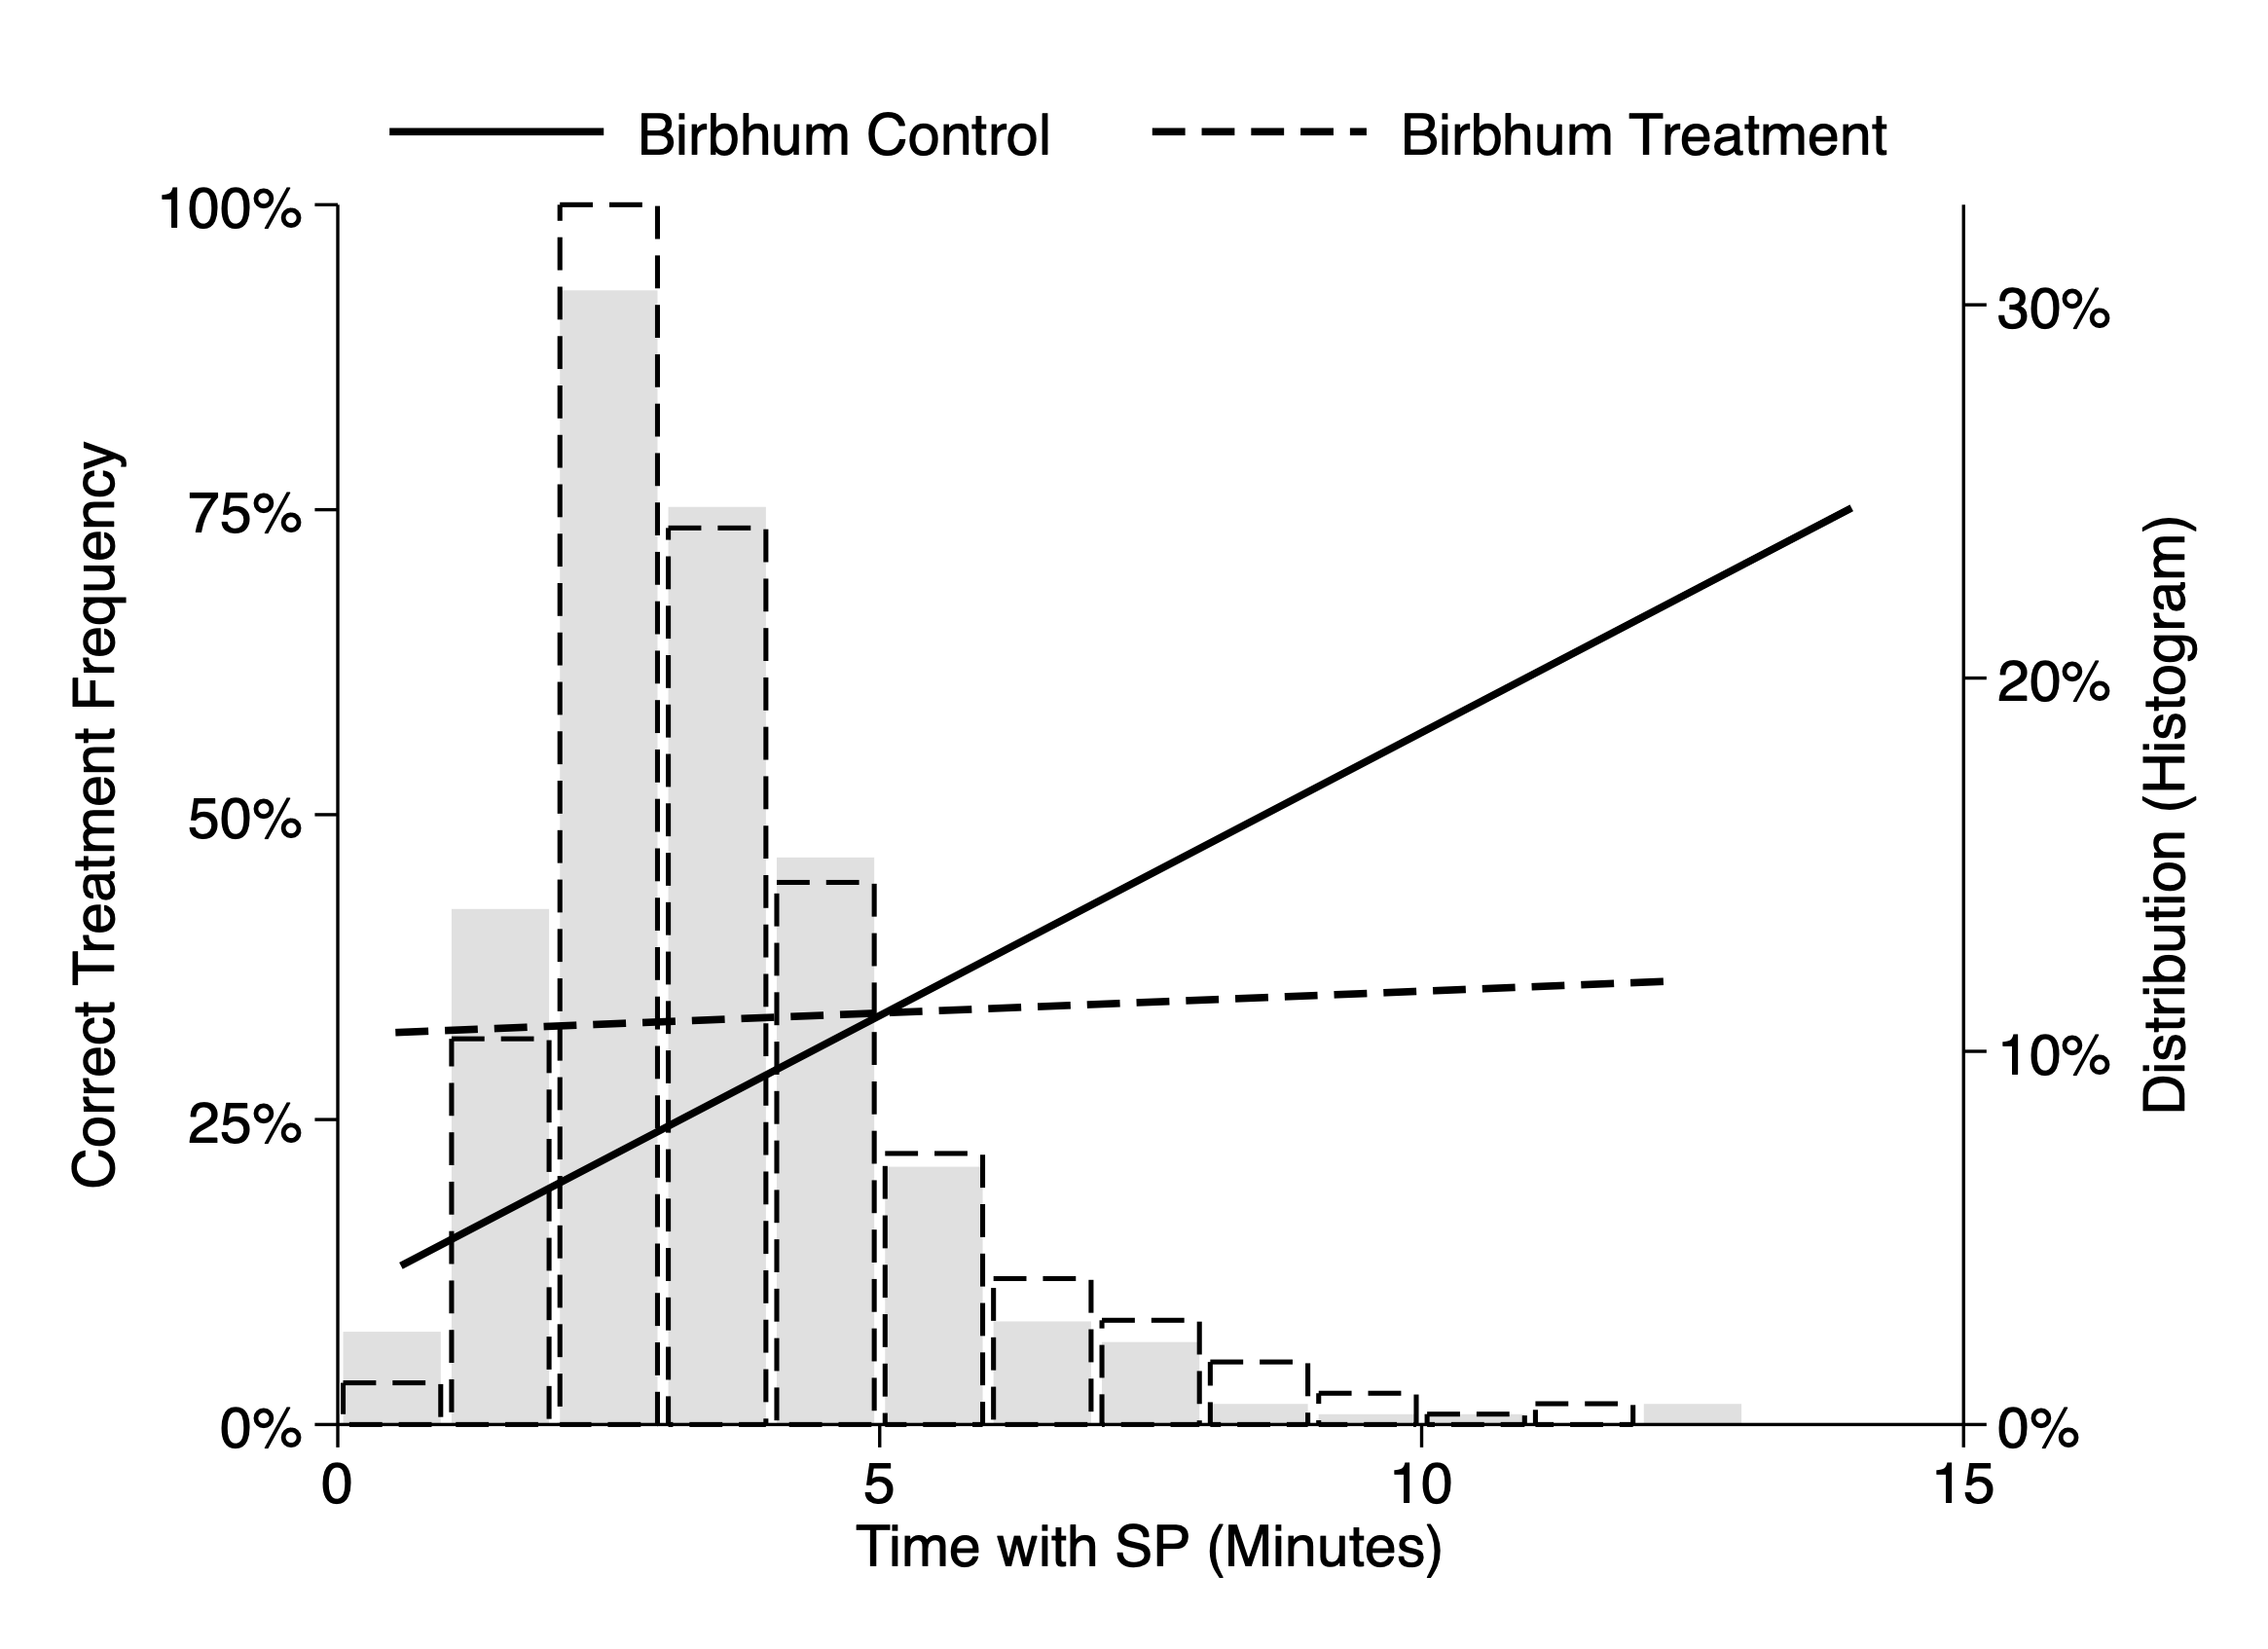 Birbhum Control Birbhum Treatment
Correct Treatment Frequency
100%
75%
50%
25%
0%
30%
20%
10%
0%
Distribution (Histogram)
0 5 10 15
Time with SP (Minutes)